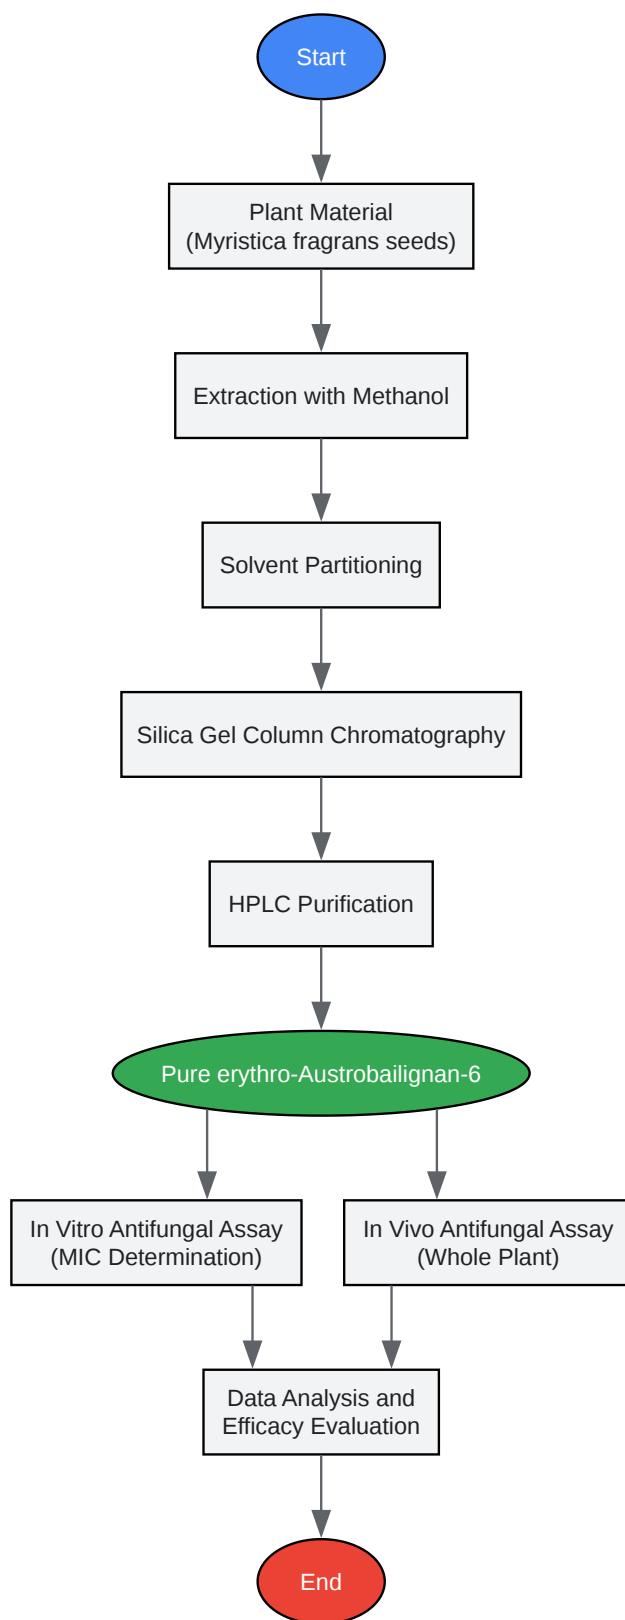 Start
Plant Material
(Myristica fragrans seeds)
Extraction with Methanol
Solvent Partitioning
Silica Gel Column Chromatography
HPLC Purification
Pure erythro-Austrobailignan-6
In Vitro Antifungal Assay
(MIC Determination)
In Vivo Antifungal Assay
(Whole Plant)
Data Analysis and
Efficacy Evaluation
End